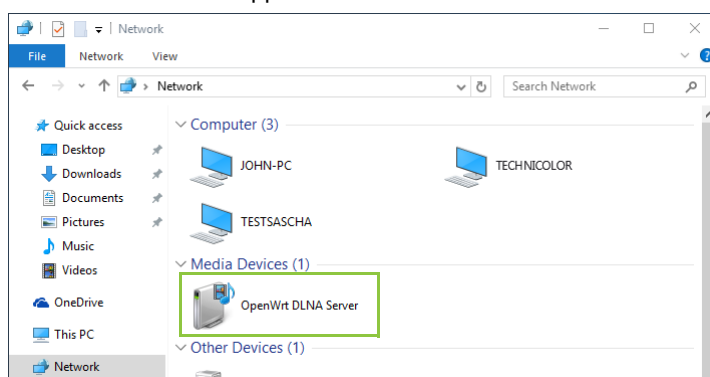 Network
File Network View
Network
Search Network
Quick access
Desktop
Downloads
Documents
Pictures
Music
Videos
OneDrive
This PC
Network
Computer (3)
JOHN-PC
TECHNICOLOR
TESTSASCHA
Media Devices (1)
OpenWrt DLNA Server
Other Devices (1)